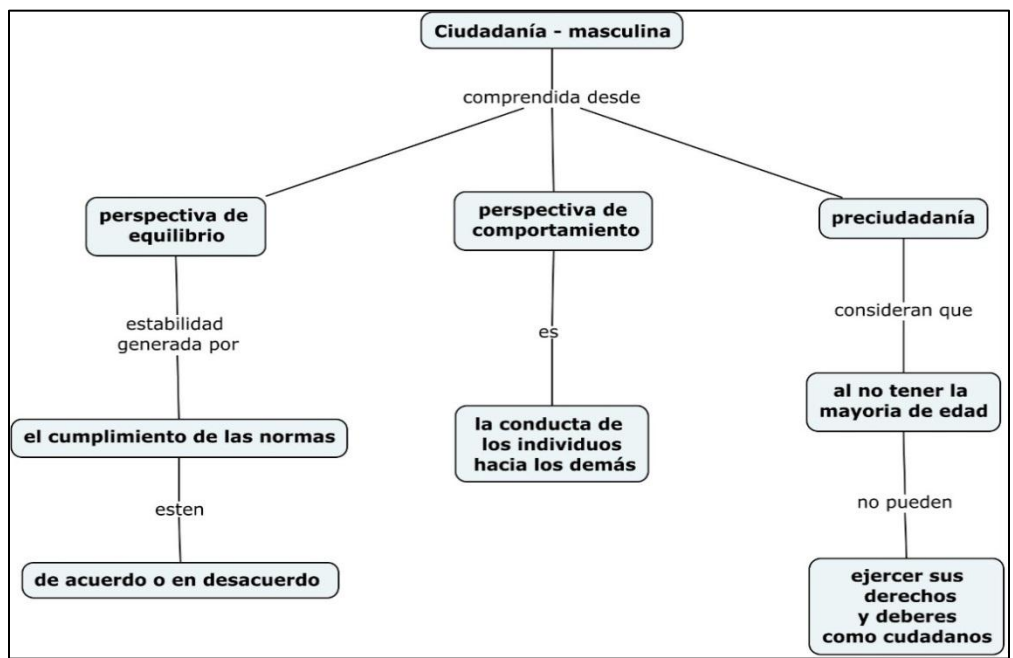 Ciudadanía - masculina
comprendida desde
perspectiva de
equilibrio
perspectiva de
comportamiento
preciudadanía
estabilidad
generada por
es
consideran que
el cumplimiento de las normas
la conducta de
los individuos
hacia los demás
al no tener la
mayoria de edad
esten
no pueden
de acuerdo o en desacuerdo
ejercer sus
derechos
y deberes
como cudadanos